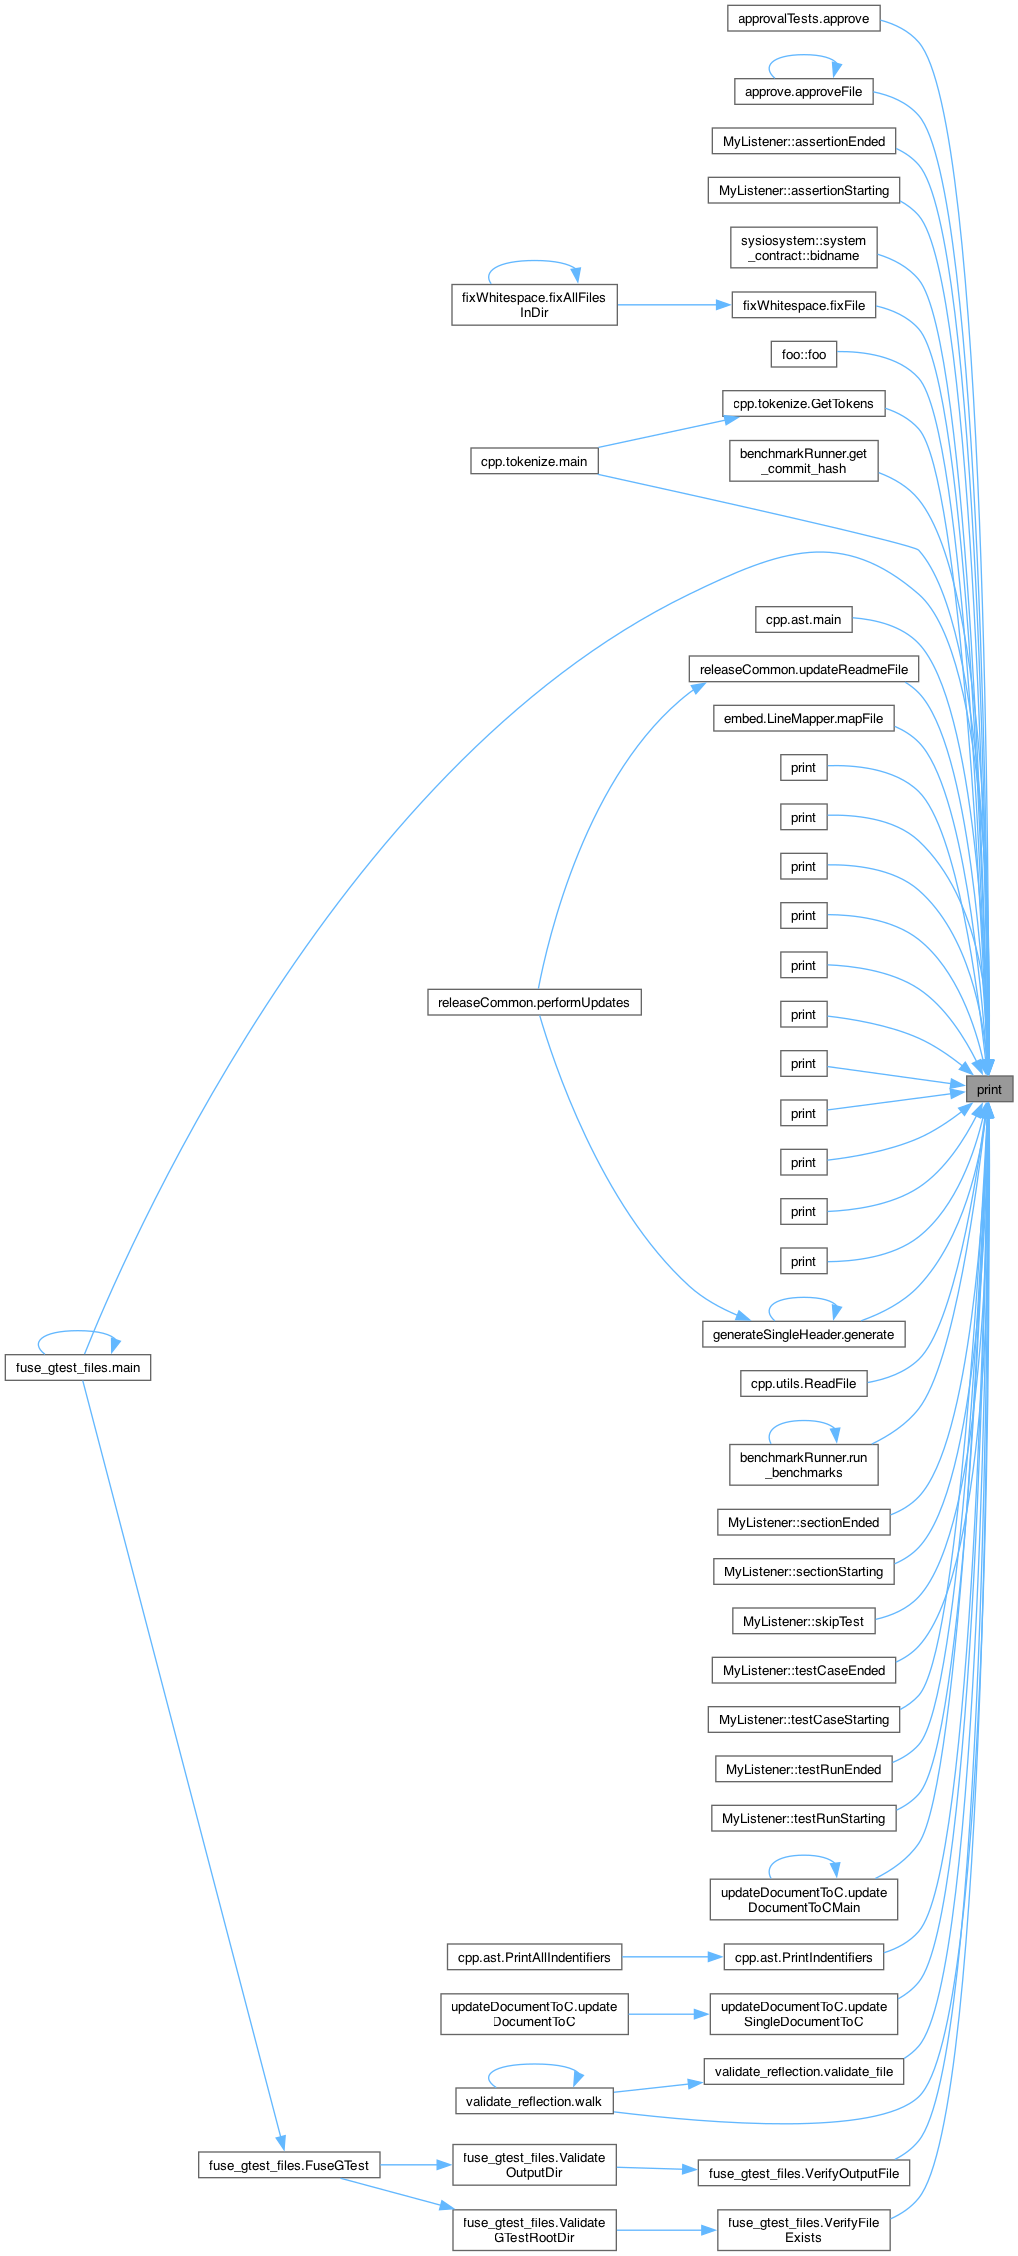 approvalTests.approve
approve.approveFile
MyListener::assertionEnded
MyListener::assertionStarting
sysiosystem::system
_contract::bidname
fixWhitespace.fixAllFiles
InDir
fixWhitespace.fixFile
foo::foo
cpp.tokenize.GetTokens
cpp.tokenize.main
benchmarkRunner.get
_commit_hash
cpp.ast.main
releaseCommon.updateReadmeFile
embed.LineMapper.mapFile
print
print
print
print
print
releaseCommon.performUpdates
print
print
print
print
print
print
print
generateSingleHeader.generate
fuse_gtest_files.main
cpp.utils.ReadFile
benchmarkRunner.run
_benchmarks
MyListener::sectionEnded
MyListener::sectionStarting
MyListener::skipTest
MyListener::testCaseEnded
MyListener::testCaseStarting
MyListener::testRunEnded
MyListener::testRunStarting
updateDocumentToC.update
DocumentToCMain
cpp.ast.PrintAllIndentifiers
cpp.ast.PrintIndentifiers
updateDocumentToC.update
DocumentToC
updateDocumentToC.update
SingleDocumentToC
validate_reflection.validate_file
validate_reflection.walk
fuse_gtest_files.FuseGTest
fuse_gtest_files.Validate
OutputDir
fuse_gtest_files.VerifyOutputFile
fuse_gtest_files.Validate
GTestRootDir
fuse_gtest_files.VerifyFile
Exists